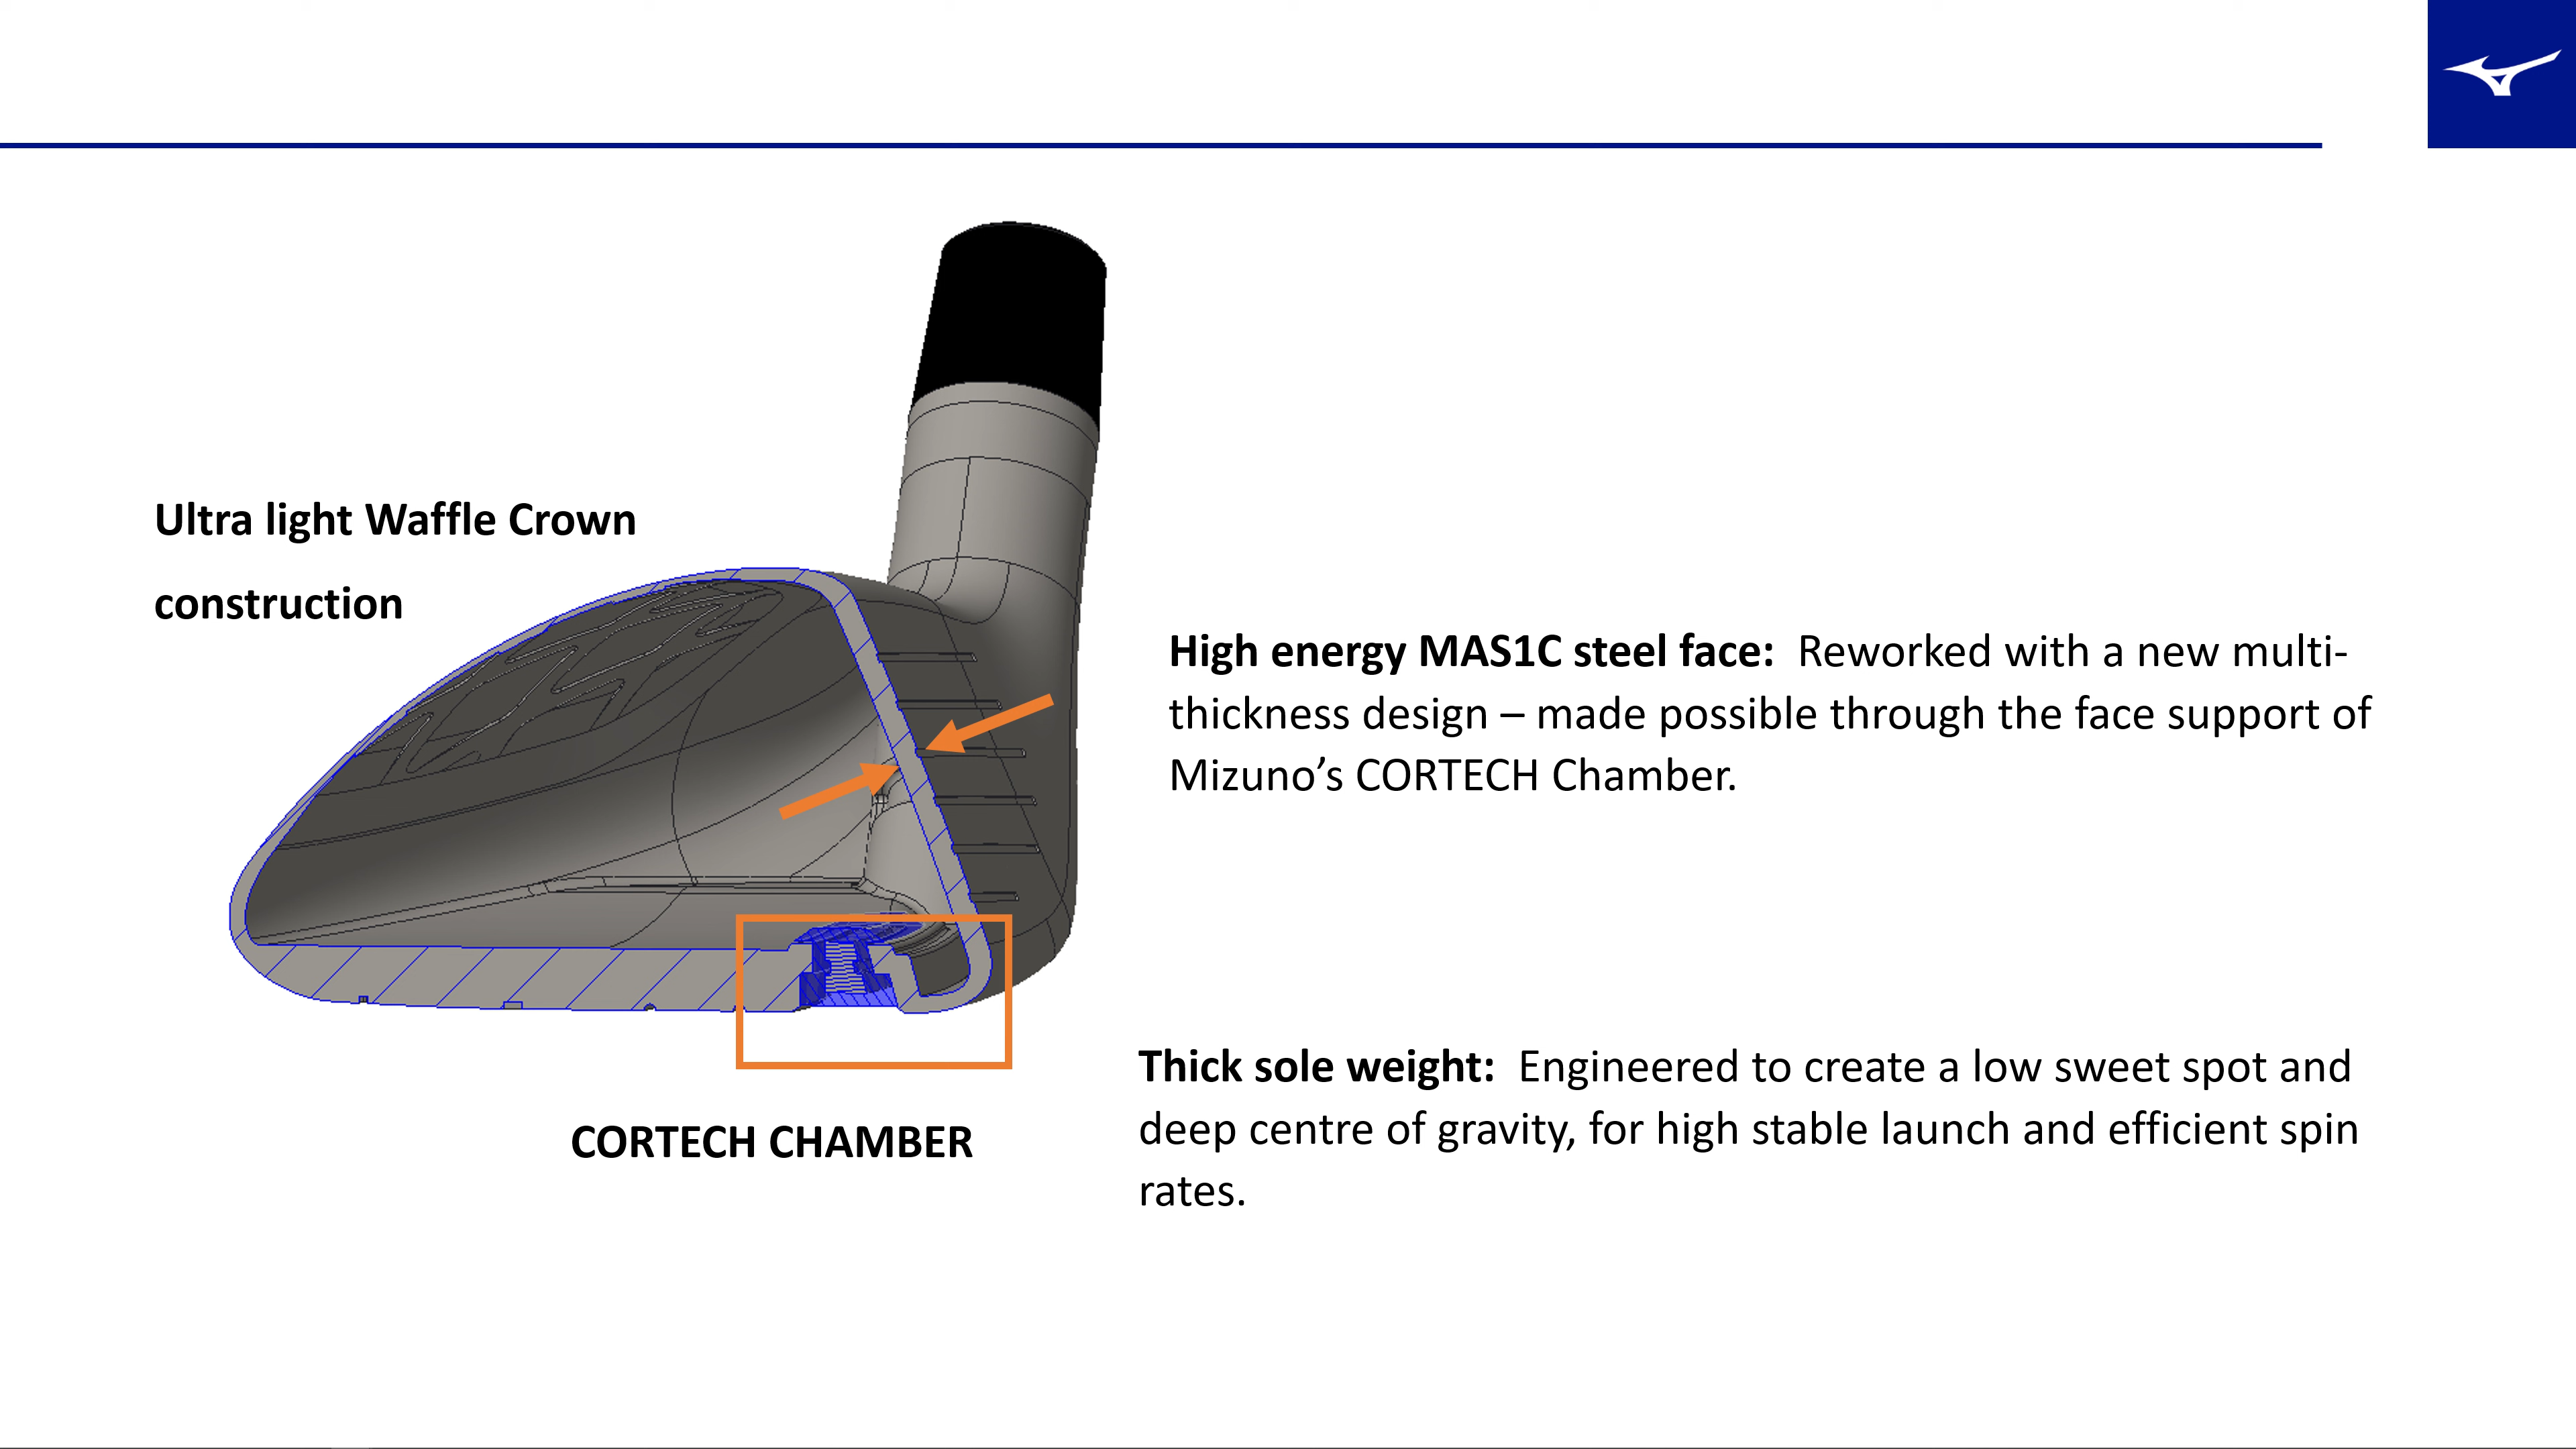 Ultra light Waffle Crown
construction
High energy MAS1C steel face:  Reworked with a new multi-
thickness design – made possible through the face support of
Mizuno’s CORTECH Chamber.
CORTECH CHAMBER
Thick sole weight:  Engineered to create a low sweet spot and
deep centre of gravity, for high stable launch and efficient spin
rates.